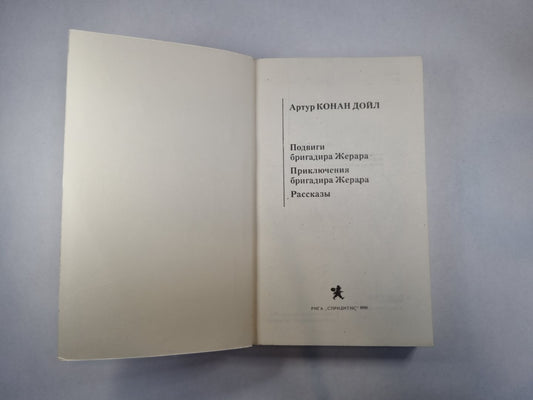 Артур КОНАН ДОЙЛ
Подвиги
бригадира Жерара
Приключения
бригадира Жерара
Рассказы
РИГА „СПРИДИТИС“